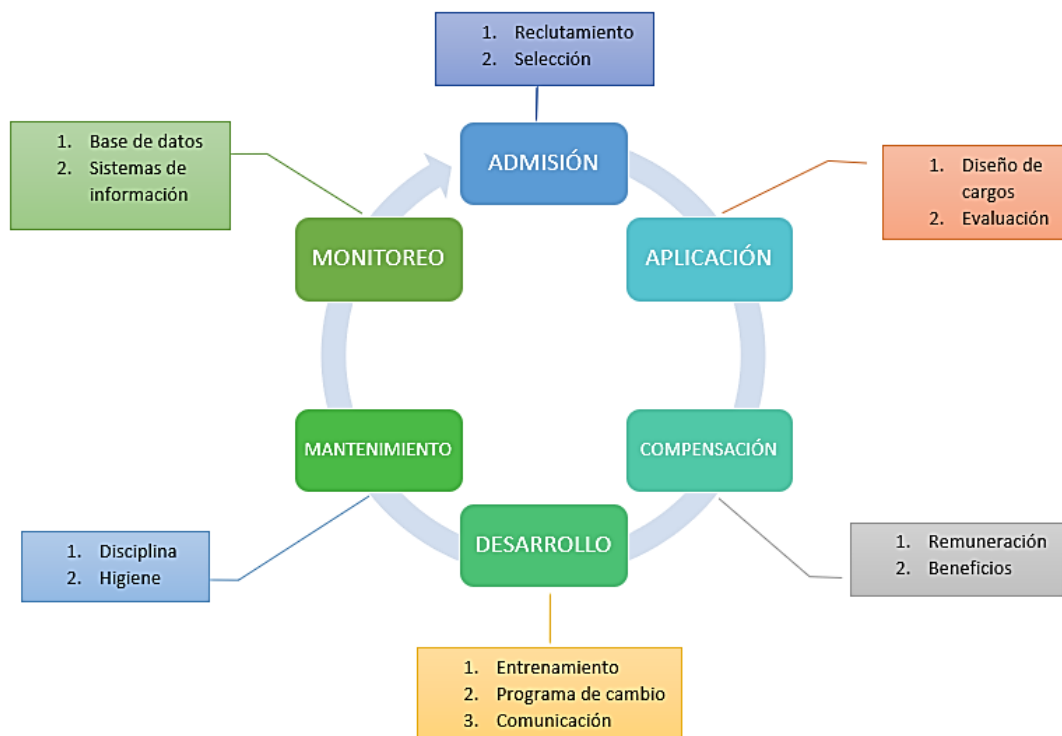 1. Reclutamiento
2. Selección
ADMISIÓN
1. Diseño de
cargos
2. Evaluación
APLICACIÓN
COMPENSACIÓN
1. Remuneración
2. Beneficios
DESARROLLO
1. Entrenamiento
2. Programa de cambio
3. Comunicación
MANTENIMIENTO
1. Disciplina
2. Higiene
MONITOREO
1. Base de datos
2. Sistemas de
información